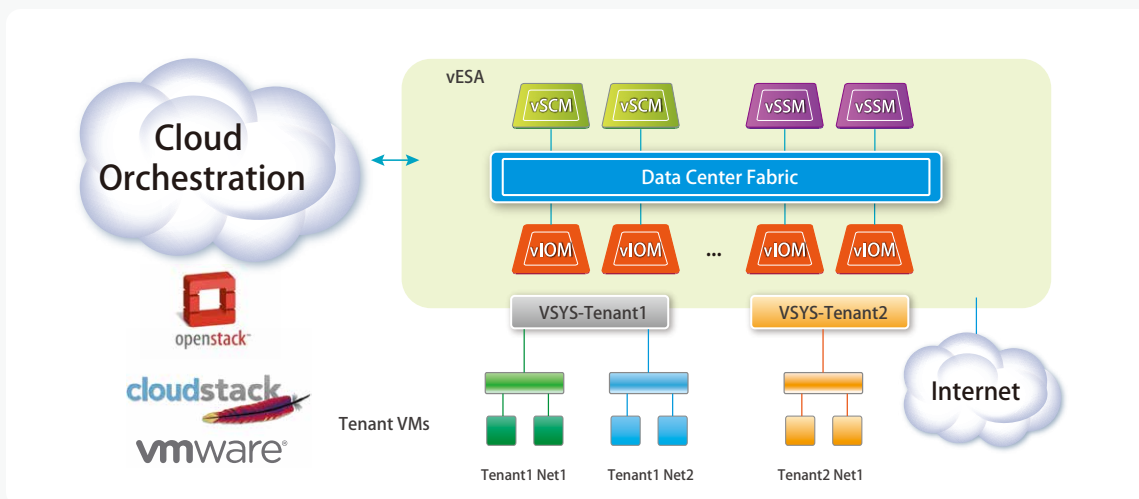 vESA
vSCM
vSCM
vSSM
vSSM
Cloud
Orchestration
Data Center Fabric
vIOM
vIOM
...
vIOM
vIOM
VSYS-Tenant1
VSYS-Tenant2
openstack™
cloudstack
vmware®
Internet
Tenant VMs
Tenant1 Net1
Tenant1 Net2
Tenant2 Net1